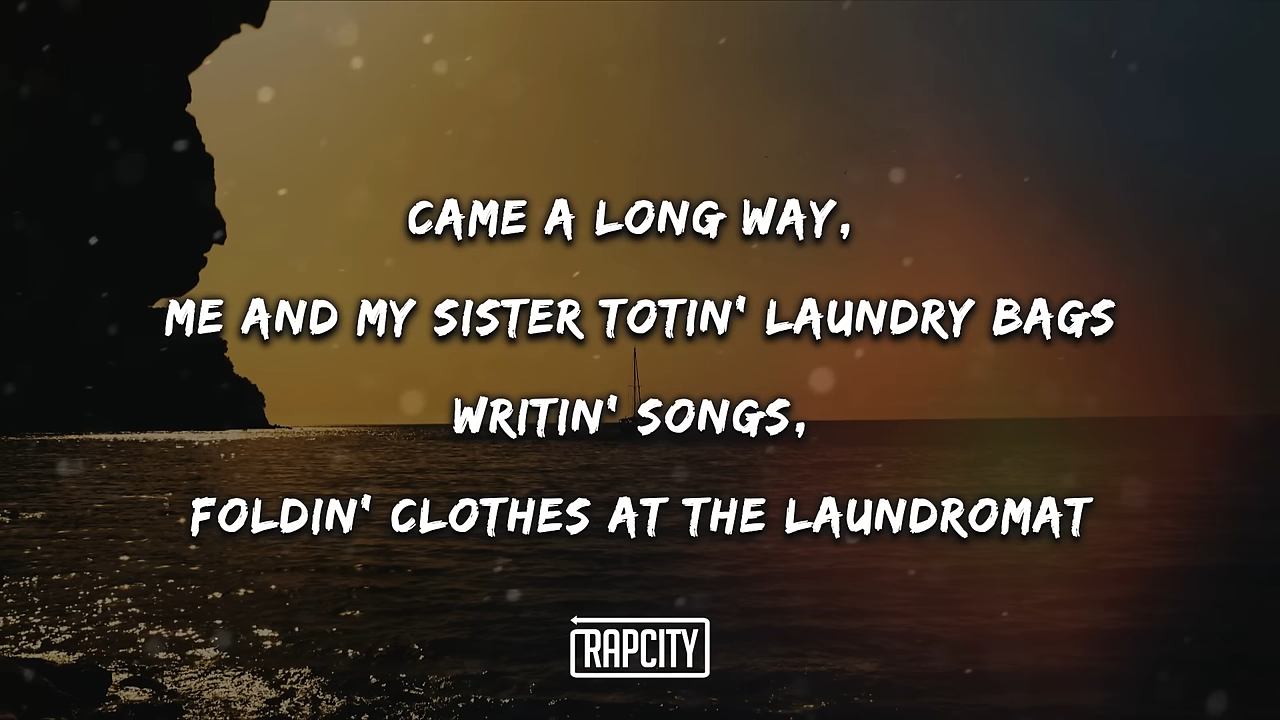 CAME A LONG WAY,
ME AND MY SISTER TOTIN' LAUNDRY BAGS
WRITIN' SONGS,
FOLDIN' CLOTHES AT THE LAUNDROMAT
RAPCITY